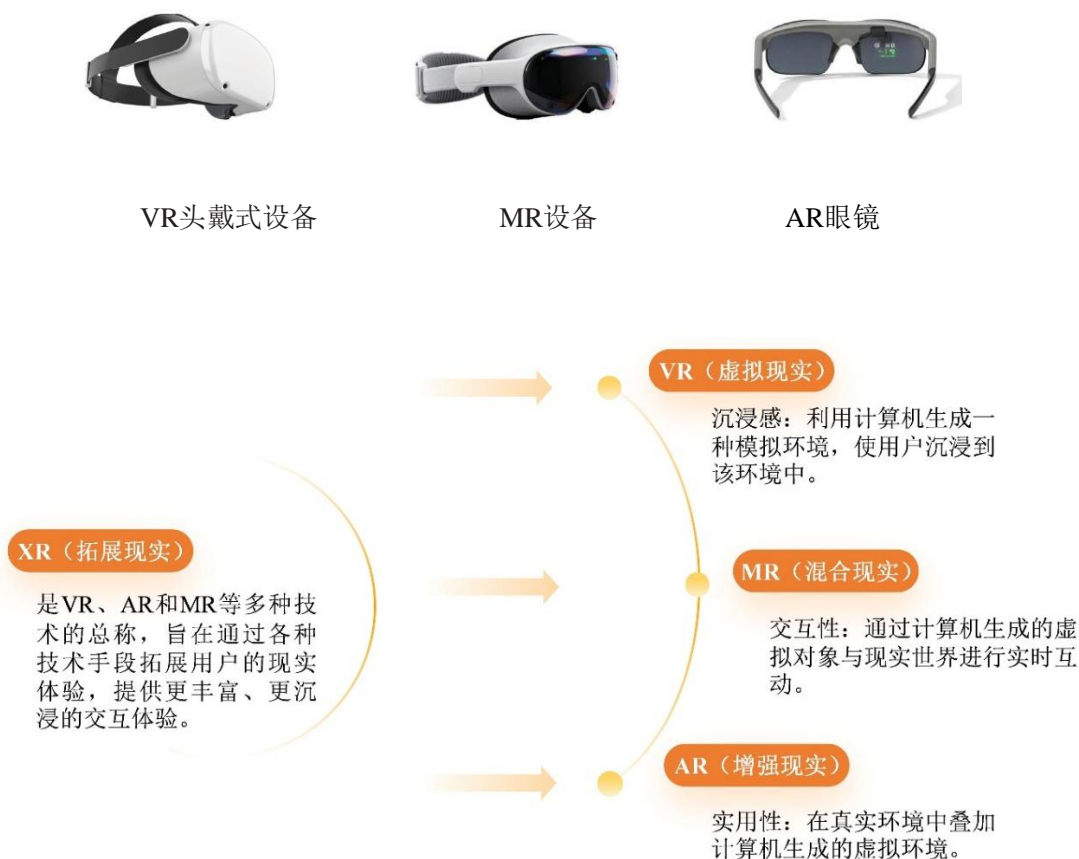 VR头戴式设备
MR设备
AR眼镜
VR（虚拟现实）
沉浸感：利用计算机生成一
种模拟环境，使用户沉浸到
该环境中。
XR（拓展现实）
是VR、AR和MR等多种技
术的总称，旨在通过各种
技术手段拓展用户的现实
体验，提供更丰富、更沉
浸的交互体验。
MR（混合现实）
交互性：通过计算机生成的虚
拟对象与现实世界进行实时互
动。
AR（增强现实）
实用性：在真实环境中叠加
计算机生成的虚拟环境。